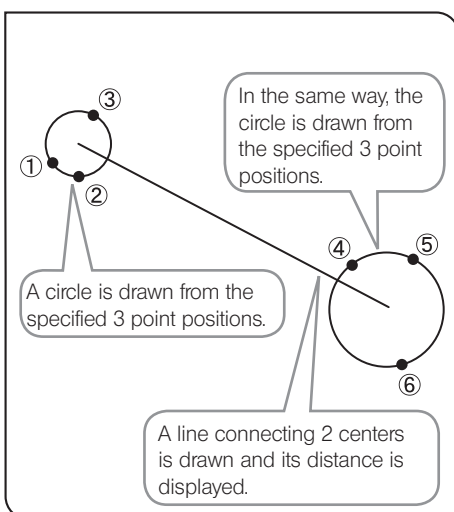 ③
①
②
In the same way, the
circle is drawn from
the specified 3 point
positions.
④
⑤
⑥
A circle is drawn from the
specified 3 point positions.
A line connecting 2 centers
is drawn and its distance is
displayed.